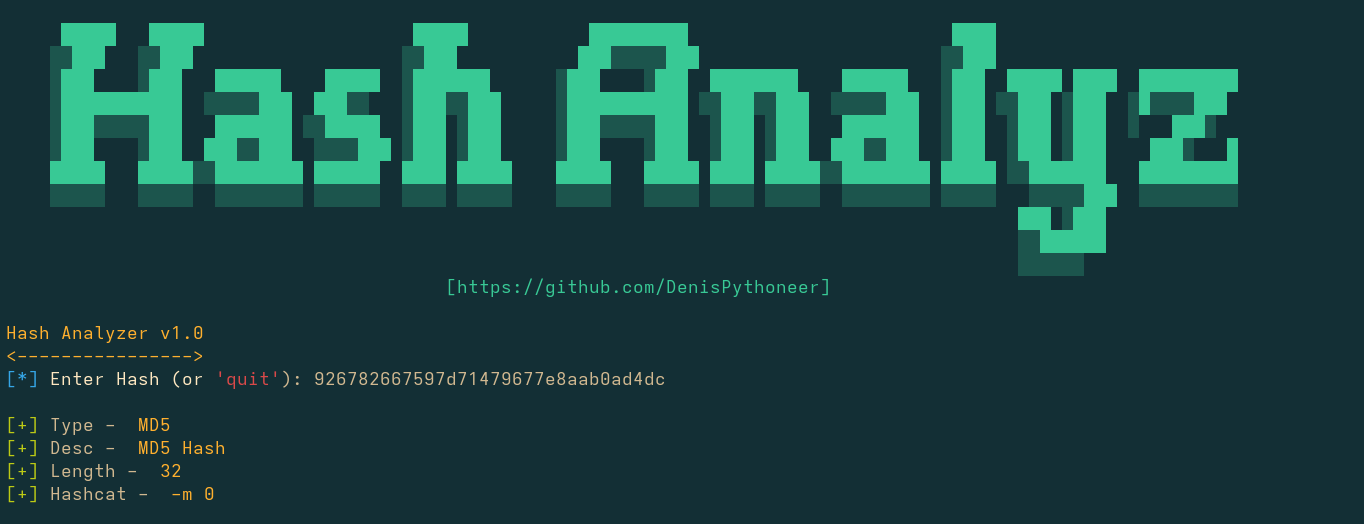 Hash Analyz
[https://github.com/DenisPythoneer]
Hash Analyzer v1.0
<---------------->
[*] Enter Hash (or 'quit'): 926782667597d71479677e8aab0ad4dc
[+] Type -  MD5
[+] Desc -  MD5 Hash
[+] Length -  32
[+] Hashcat -  -m 0